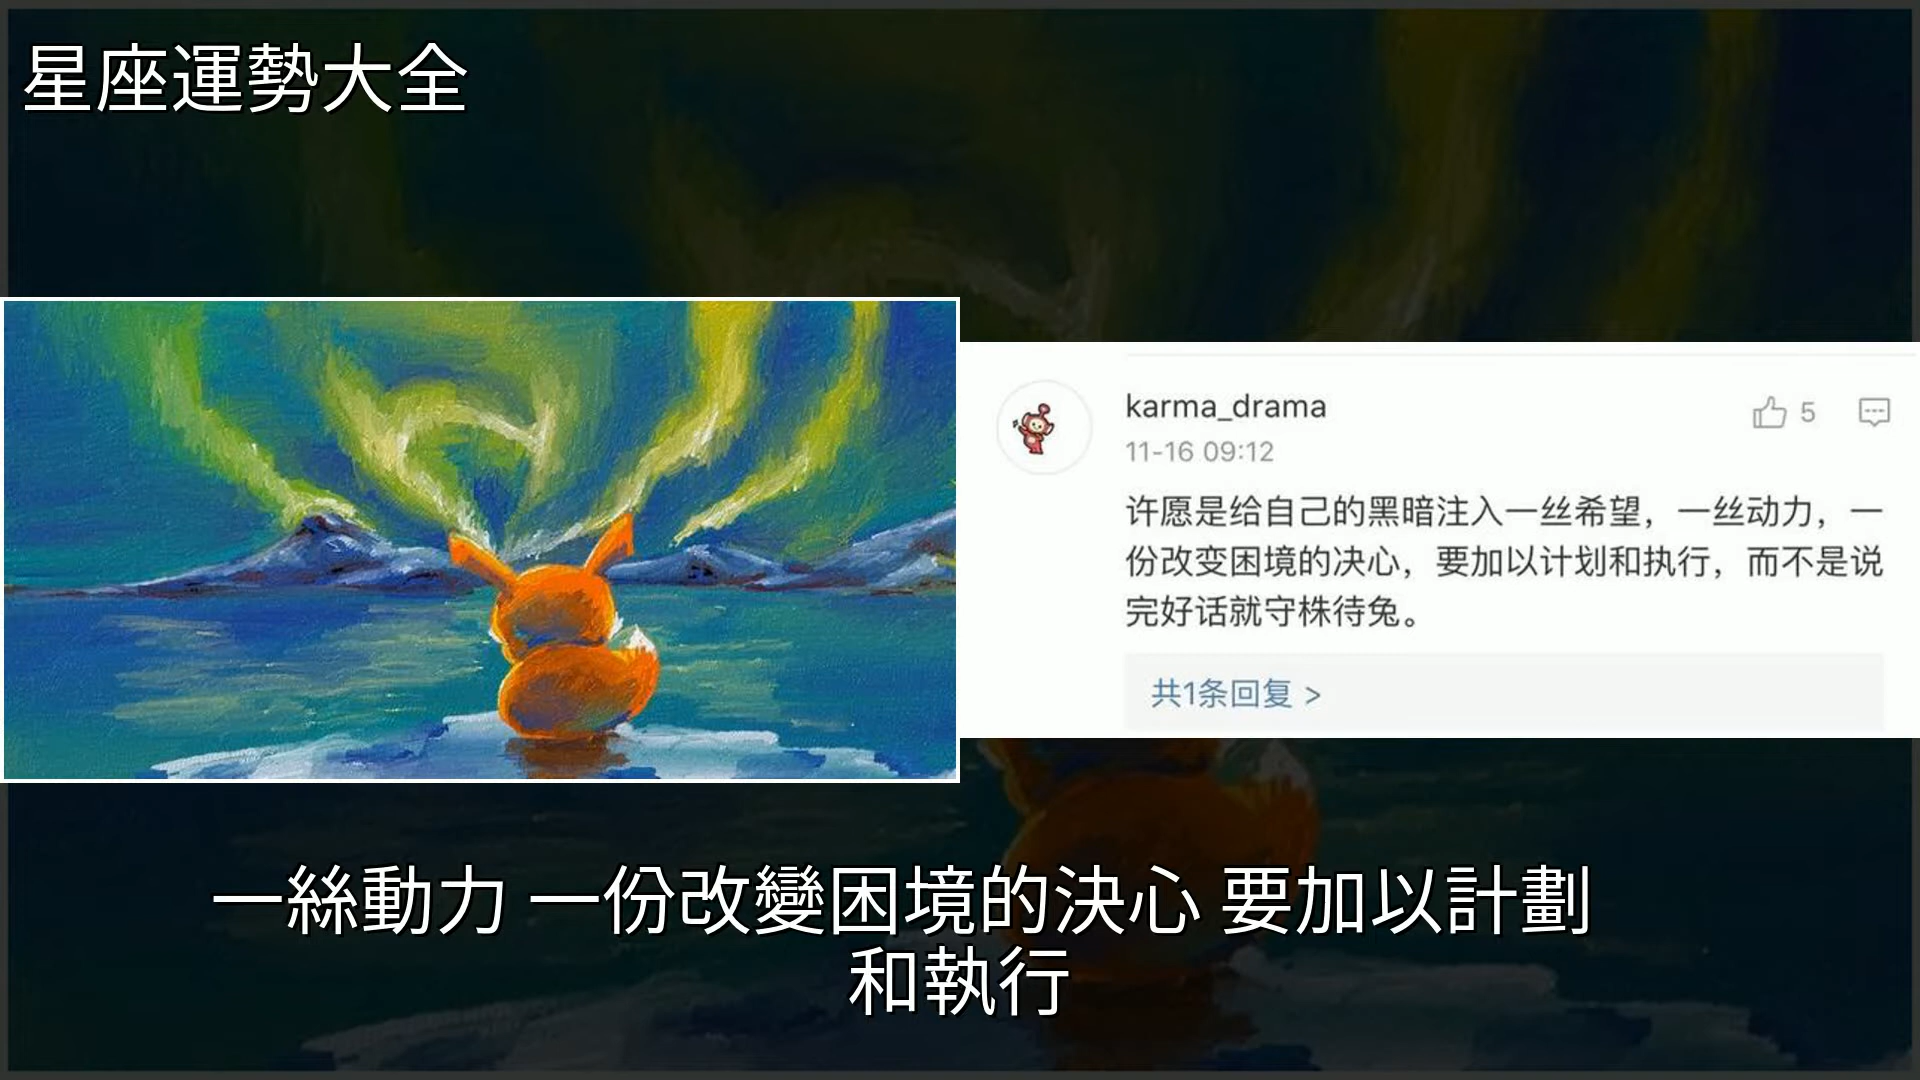 星座運勢大全
karma_drama
5
11-16 09:12
许愿是给自己的黑暗注入一丝希望，一丝动力，一
份改变困境的决心，要加以计划和执行，而不是说
完好话就守株待兔。
共1条回复 >
一絲動力 一份改變困境的決心 要加以計劃
和執行